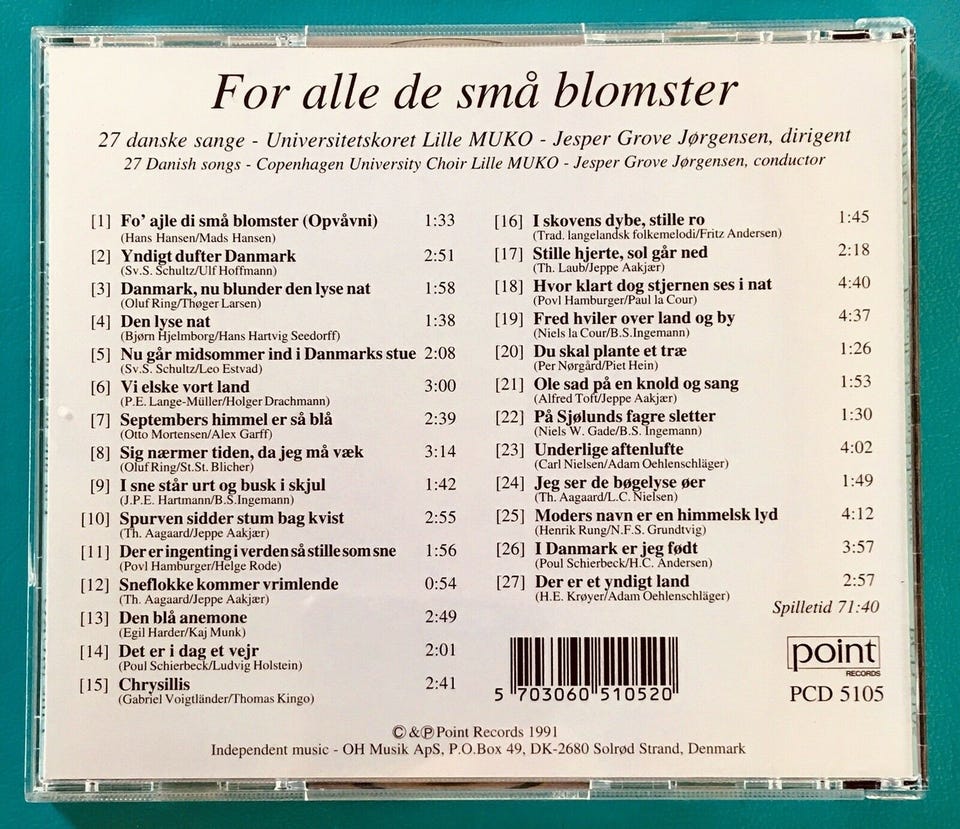 For alle de små blomster
27 danske sange - Universitetskoret Lille MUKO - Jesper Grove Jørgensen, dirigent
27 Danish songs - Copenhagen University Choir Lille MUKO - Jesper Grove Jørgensen, conductor
[1] Fo' ajle di små blomster (Opvåvni) 1:33
(Hans Hansen/Mads Hansen)
[2] Yndigt dufter Danmark 2:51
(Sv.S. Schultz/Ulf Hoffmann)
[3] Danmark, nu blunder den lyse nat 1:58
(Oluf Ring/Thøger Larsen)
[4] Den lyse nat 1:38
(Bjørn Hjelmborg/Hans Hartvig Seedorff)
[5] Nu går midsommer ind i Danmarks stue 2:08
(Sv.S. Schultz/Leo Estvad)
[6] Vi elske vort land 3:00
(P.E. Lange-Müller/Holger Drachmann)
[7] Septembers himmel er så blå 2:39
(Otto Mortensen/Alex Garff)
[8] Sig nærmer tiden, da jeg må væk 3:14
(Oluf Ring/St.St. Blicher)
[9] I sne står urt og busk i skjul 1:42
(J.P.E. Hartmann/B.S.Ingemann)
[10] Spurven sidder stum bag kvist 2:55
(Th. Aagaard/Jeppe Aakjær)
[11] Der er ingenting i verden så stille som sne 1:56
(Povl Hamburger/Helge Rode)
[12] Sneflokke kommer vrimlende 0:54
(Th. Aagaard/Jeppe Aakjær)
[13] Den blå anemone 2:49
(Egil Harder/Kaj Munk)
[14] Det er i dag et vejr 2:01
(Poul Schierbeck/Ludvig Holstein)
[15] Chrysillis 2:41
(Gabriel Voigtländer/Thomas Kingo)
[16] I skovens dybe, stille ro 1:45
(Trad. langelandsk folkemelodi/Fritz Andersen)
[17] Stille hjerte, sol går ned 2:18
(Th. Laub/Jeppe Aakjær)
[18] Hvor klart dog stjernen ses i nat 4:40
(Povl Hamburger/Paul la Cour)
[19] Fred hviler over land og by 4:37
(Niels la Cour/B.S.Ingemann)
[20] Du skal plante et træ 1:26
(Per Nørgård/Piet Hein)
[21] Ole sad på en knold og sang 1:53
(Alfred Toft/Jeppe Aakjær)
[22] På Sjølunds fagre sletter 1:30
(Niels W. Gade/B.S. Ingemann)
[23] Underlige aftenlufte 4:02
(Carl Nielsen/Adam Oehlenschläger)
[24] Jeg ser de bøgelyse øer 1:49
(Th. Aagaard/L.C. Nielsen)
[25] Moders navn er en himmelsk lyd 4:12
(Henrik Rung/N.F.S. Grundtvig)
[26] I Danmark er jeg født 3:57
(Poul Schierbeck/H.C. Andersen)
[27] Der er et yndigt land 2:57
(H.E. Krøyer/Adam Oehlenschläger)
Spilletid 71:40
5 703060 510520
point
RECORDS
PCD 5105
© & ℗ Point Records 1991
Independent music - OH Musik ApS, P.O.Box 49, DK-2680 Solrød Strand, Denmark